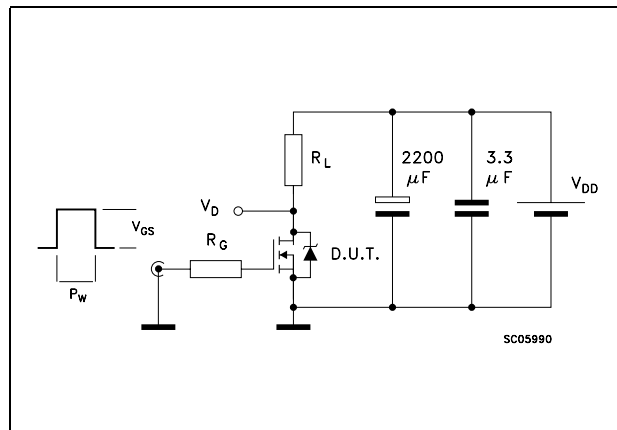 R_L
2200
µF
3.3
µF
V_DD
V_D
V_GS
R_G
D.U.T.
P_W
SC05990